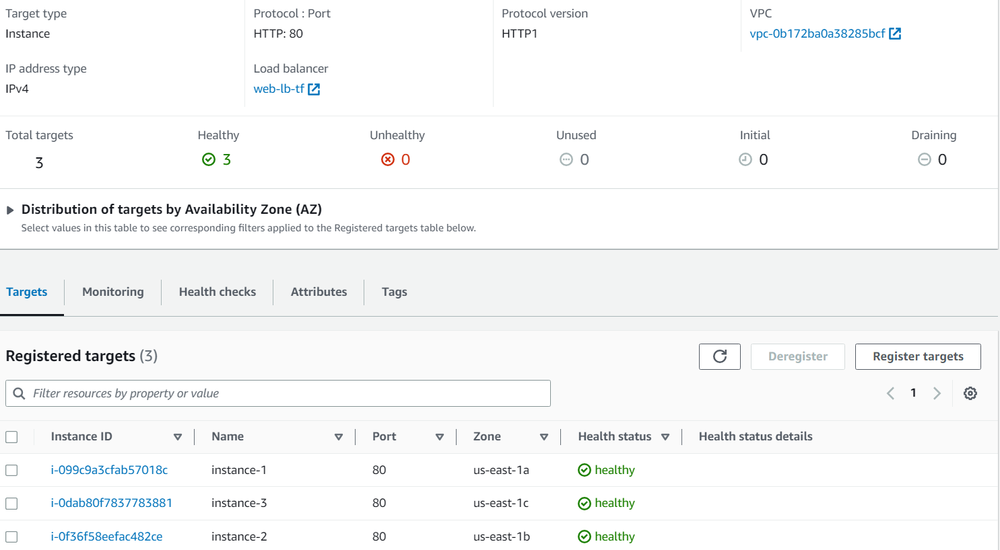 Target type
Protocol : Port
Protocol version
VPC
Instance
HTTP: 80
HTTP1
vpc-0b172ba0a38285bcf
IP address type
Load balancer
IPv4
web-lb-tf
Total targets
Healthy
Unhealthy
Unused
Initial
Draining
3
3
0
0
0
0
Distribution of targets by Availability Zone (AZ)
Select values in this table to see corresponding filters applied to the Registered targets table below.
Targets
Monitoring
Health checks
Attributes
Tags
Registered targets (3)
Deregister
Register targets
Filter resources by property or value
1
Instance ID
Name
Port
Zone
Health status
Health status details
i-099c9a3cfab57018c
instance-1
80
us-east-1a
healthy
i-0dab80f7837783881
instance-3
80
us-east-1c
healthy
i-0f36f58eefac482ce
instance-2
80
us-east-1b
healthy